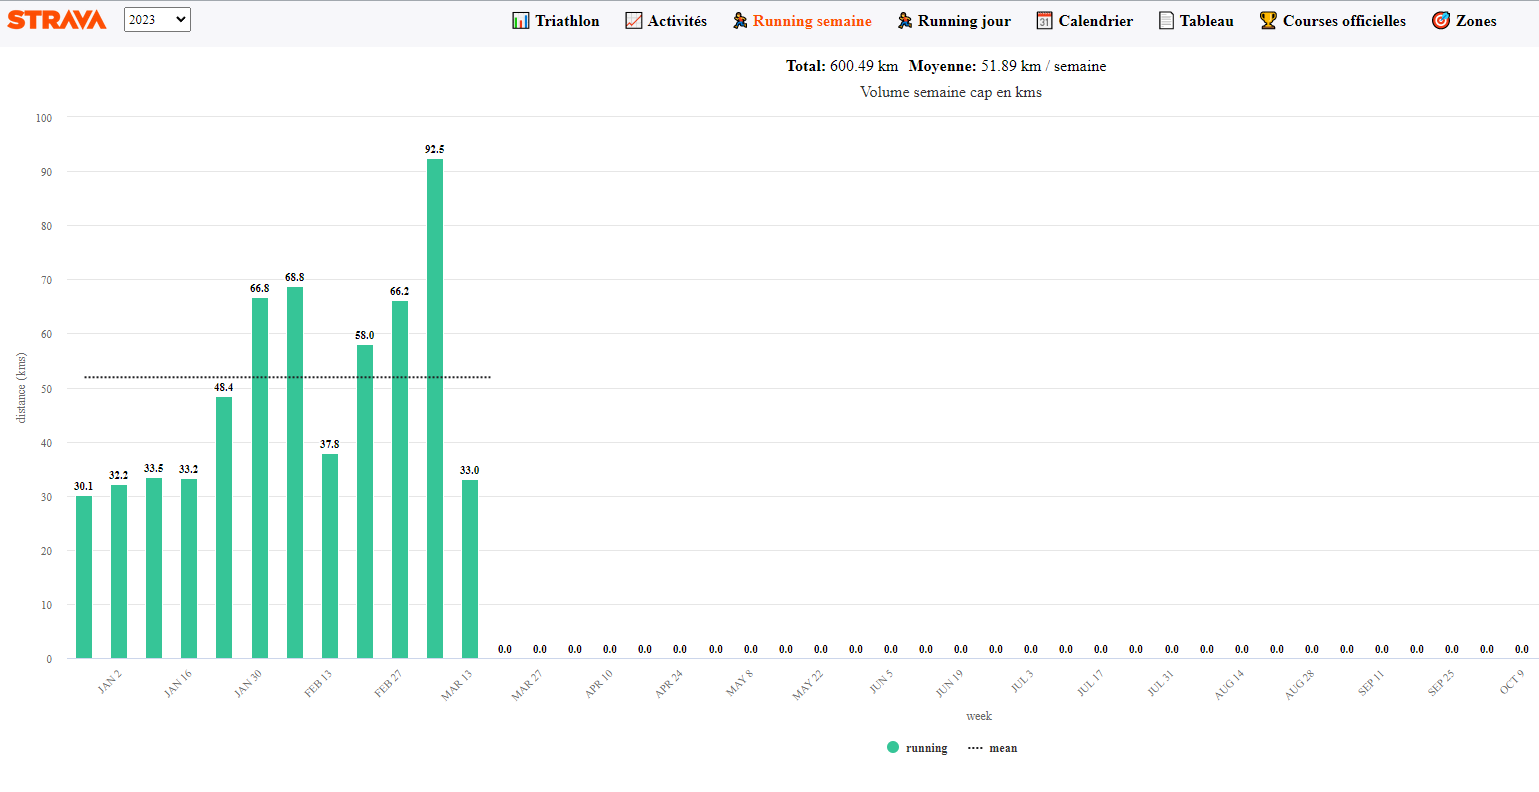 STRAVA 2023 Triathlon Activités Running semaine Running jour Calendrier Tableau Courses officielles Zones
Total: 600.49 km Moyenne: 51.89 km / semaine
Volume semaine cap en kms
100
90
80
70
60
50
40
30
20
10
0
distance (kms)
30.1 32.2 33.5 33.2 48.4 66.8 68.8 37.8 58.0 66.2 92.5 33.0 0.0 0.0 0.0 0.0 0.0 0.0 0.0 0.0 0.0 0.0 0.0 0.0 0.0 0.0 0.0 0.0 0.0 0.0 0.0 0.0 0.0 0.0 0.0 0.0 0.0 0.0 0.0 0.0 0.0 0.0
JAN 2 JAN 16 JAN 30 FEB 13 FEB 27 MAR 13 MAR 27 APR 10 APR 24 MAY 8 MAY 22 JUN 5 JUN 19 JUL 3 JUL 17 JUL 31 AUG 14 AUG 28 SEP 11 SEP 25 OCT 9
week
running mean